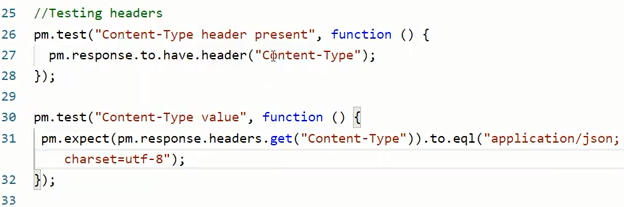 25 //Testing headers
26 pm.test("Content-Type header present", function () {
27 pm.response.to.have.header("Content-Type");
28 });
29
30 pm.test("Content-Type value", function () {
31 pm.expect(pm.response.headers.get("Content-Type")).to.eql("application/json;
charset=utf-8");
32 });
33